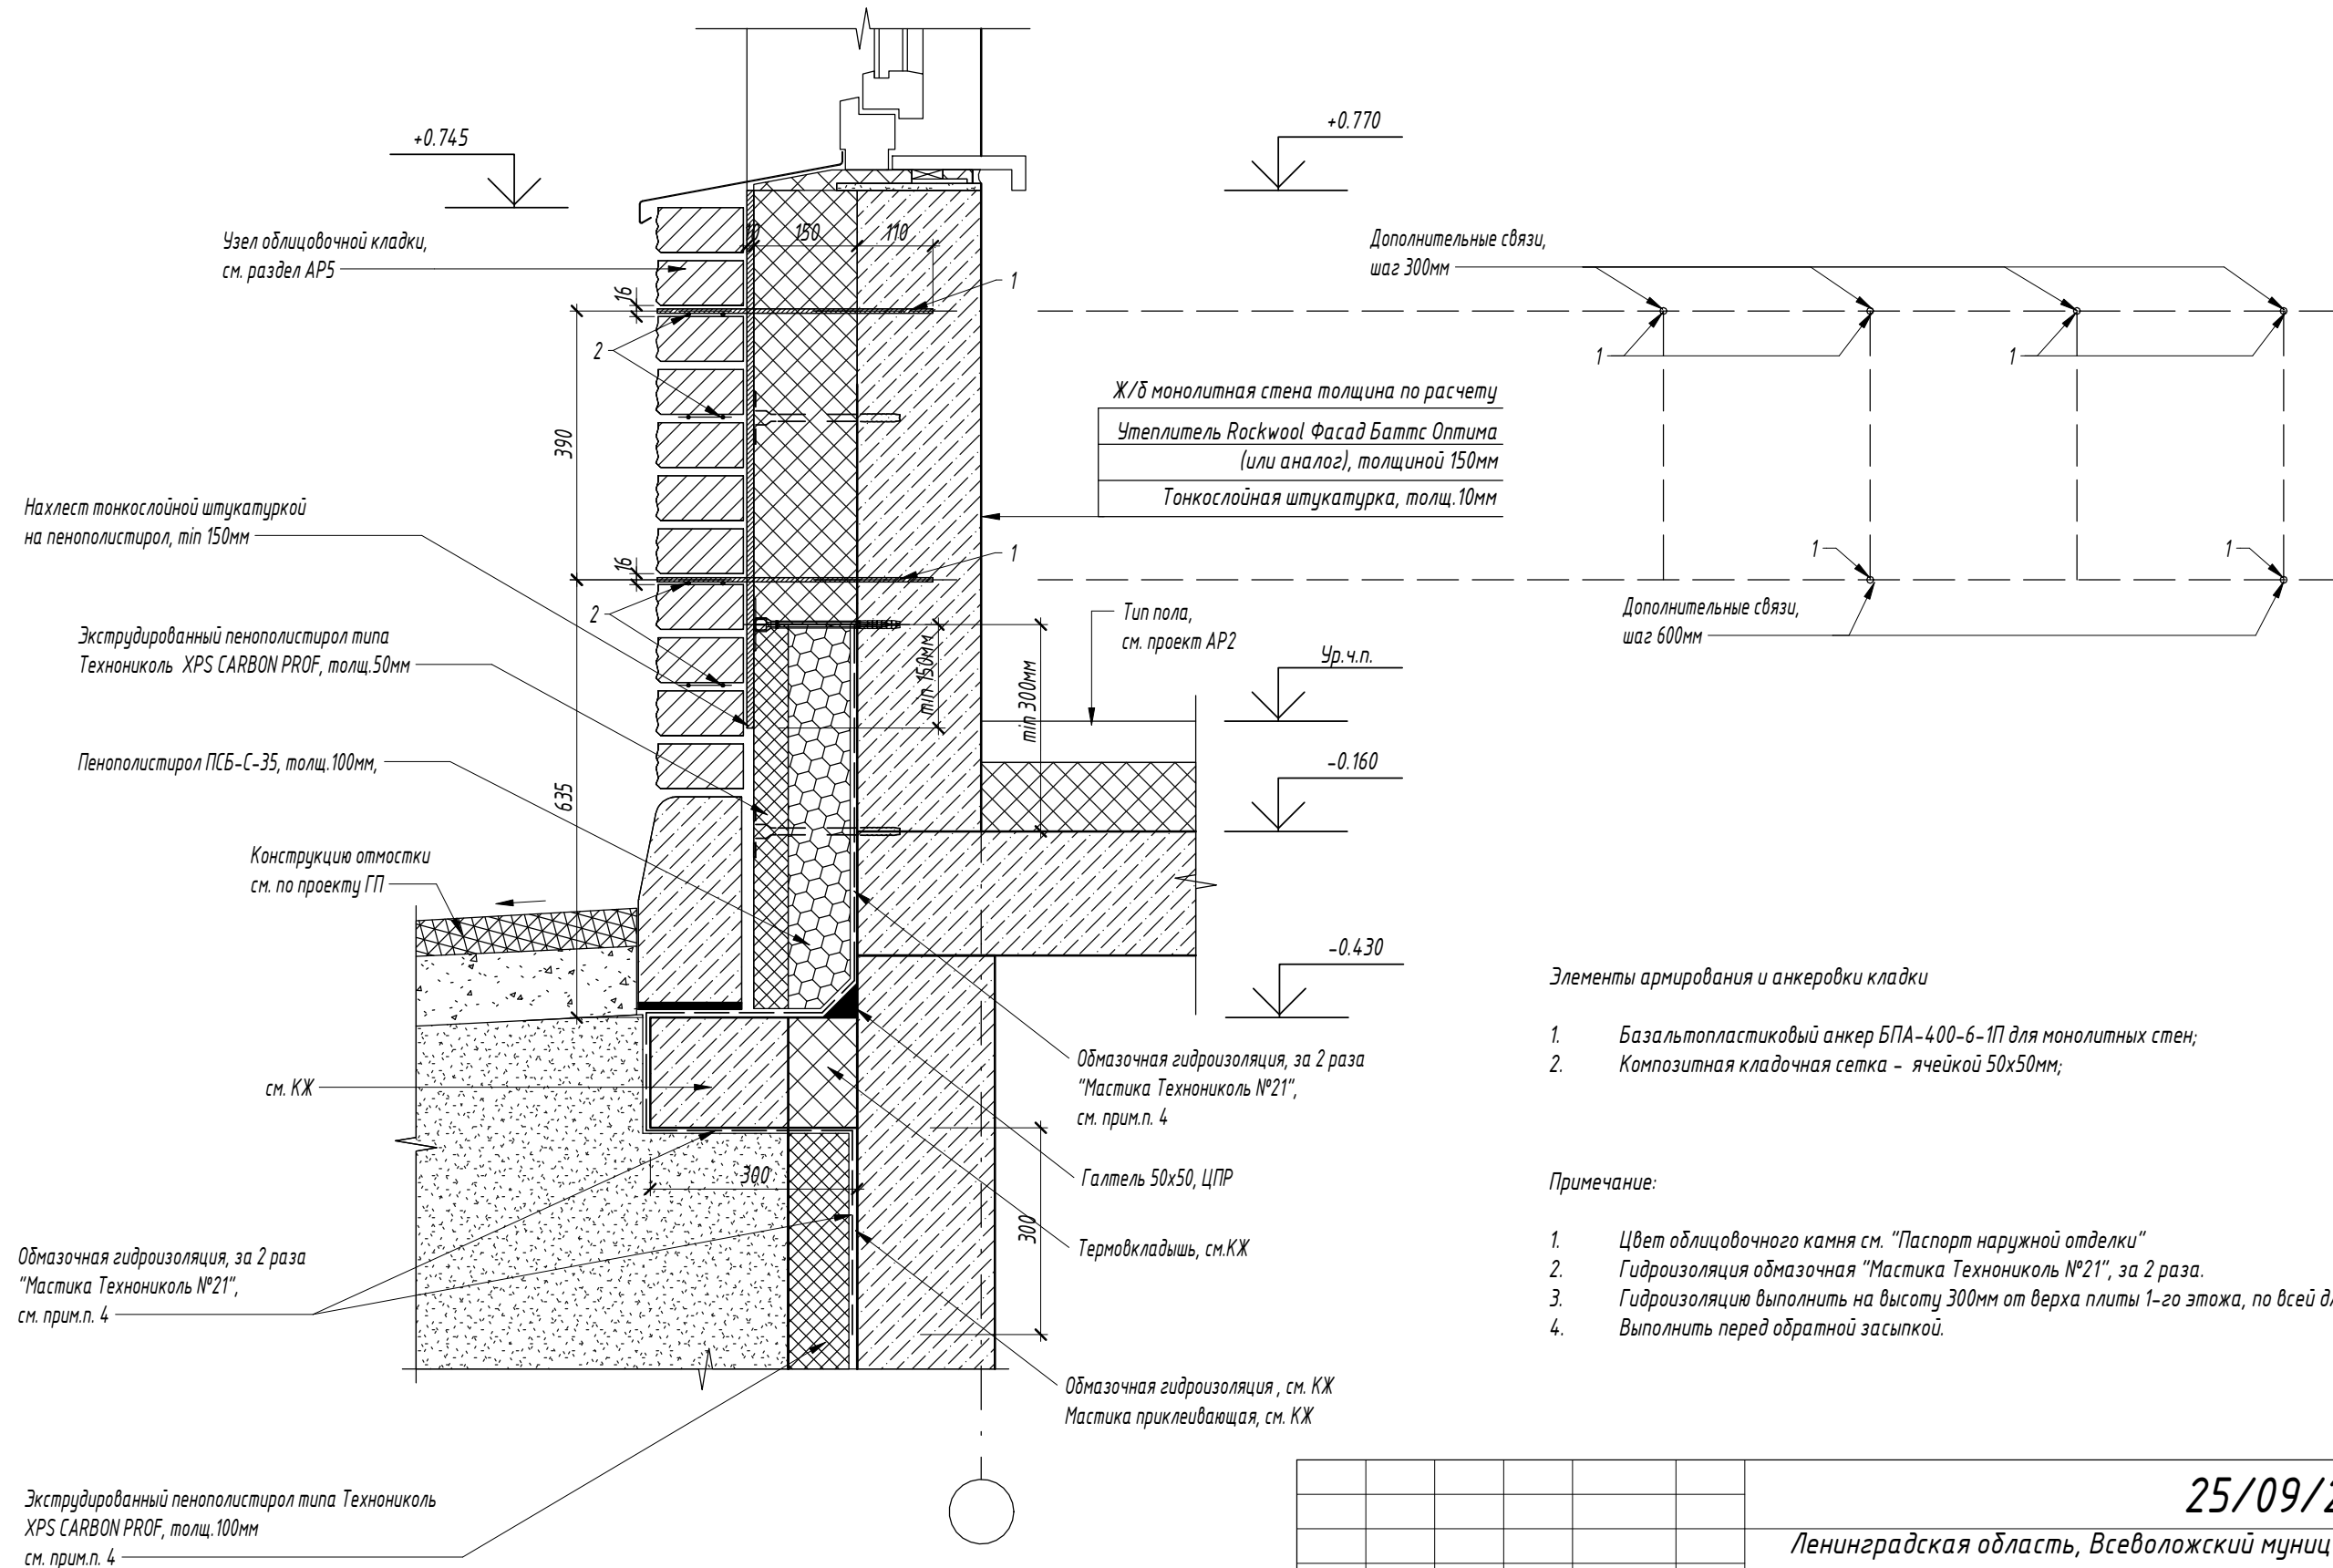 +0.745
+0.770
Узел облицовочной кладки,
см. раздел АР5
10
150
110
Дополнительные связи,
шаг 300мм
16
1
2
1
1
390
Ж/б монолитная стена толщина по расчету
Утеплитель Rockwool Фасад Баттс Оптима
(или аналог), толщиной 150мм
Тонкослойная штукатурка, толщ.10мм
Нахлест тонкослойной штукатуркой
на пенополистирол, min 150мм
16
1
1
1
2
Тип пола,
см. проект АР2
Дополнительные связи,
шаг 600мм
Экструдированный пенополистирол типа
Технониколь XPS CARBON PROF, толщ.50мм
min 150мм
min 300мм
Ур.ч.п.
Пенополистирол ПСБ-С-35, толщ.100мм,
-0.160
635
Конструкцию отмостки
см. по проекту ГП
-0.430
Элементы армирования и анкеровки кладки
1. Базальтопластиковый анкер БПА-400-6-1П для монолитных стен;
2. Композитная кладочная сетка - ячейкой 50х50мм;
см. КЖ
Обмазочная гидроизоляция, за 2 раза
"Мастика Технониколь №21",
см. прим.п. 4
300
Галтель 50х50, ЦПР
300
Термовкладышь, см.КЖ
Примечание:
1. Цвет облицовочного камня см. "Паспорт наружной отделки"
2. Гидроизоляция обмазочная "Мастика Технониколь №21", за 2 раза.
3. Гидроизоляцию выполнить на высоту 300мм от верха плиты 1-го этажа, по всей
4. Выполнить перед обратной засыпкой.
Обмазочная гидроизоляция, за 2 раза
"Мастика Технониколь №21",
см. прим.п. 4
Обмазочная гидроизоляция , см. КЖ
Мастика приклеивающая, см. КЖ
Экструдированный пенополистирол типа Технониколь
XPS CARBON PROF, толщ.100мм
см. прим.п. 4
25/09/2
Ленинградская область, Всеволожский